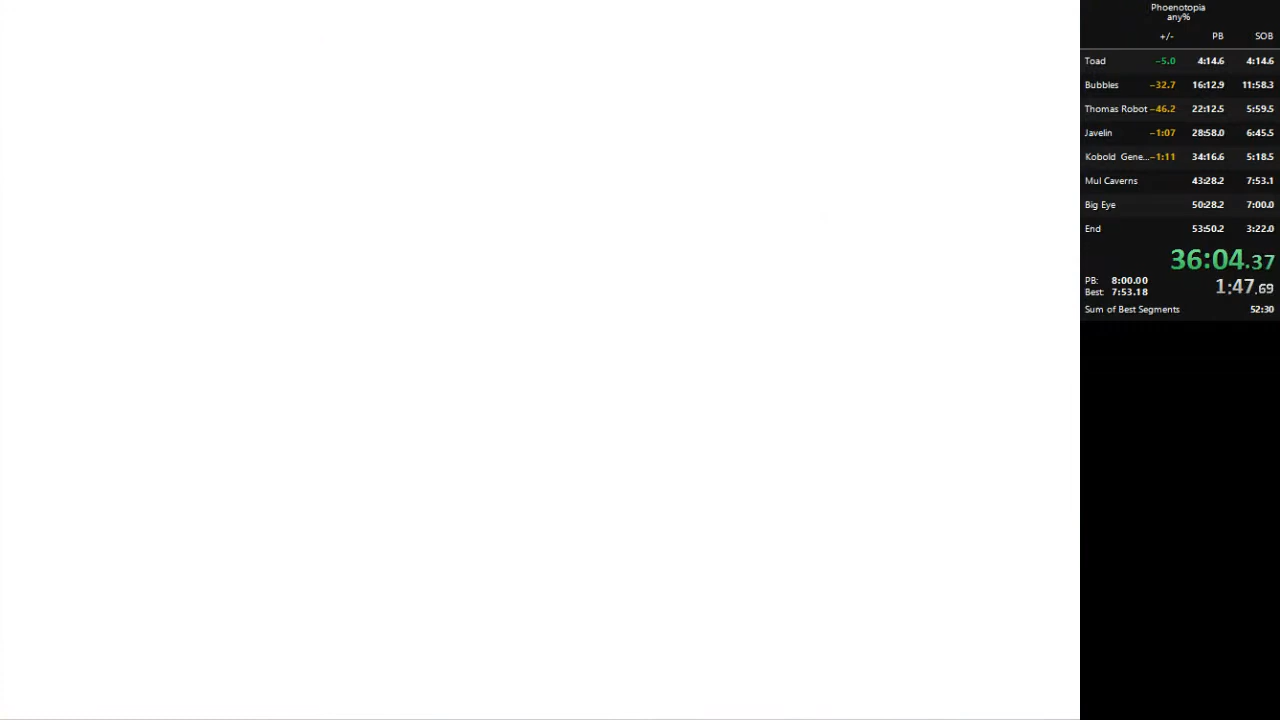 Phoenotopia
any%
+/- PB SOB
Toad −5.0 4:14.6 4:14.6
Bubbles −32.7 16:12.9 11:58.3
Thomas Robot −46.2 22:12.5 5:59.5
Javelin −1:07 28:58.0 6:45.5
Kobold Gene... −1:11 34:16.6 5:18.5
Mul Caverns 43:28.2 7:53.1
Big Eye 50:28.2 7:00.0
End 53:50.2 3:22.0
36:04.37
PB: 8:00.00 1:47.69
Best: 7:53.18
Sum of Best Segments 52:30